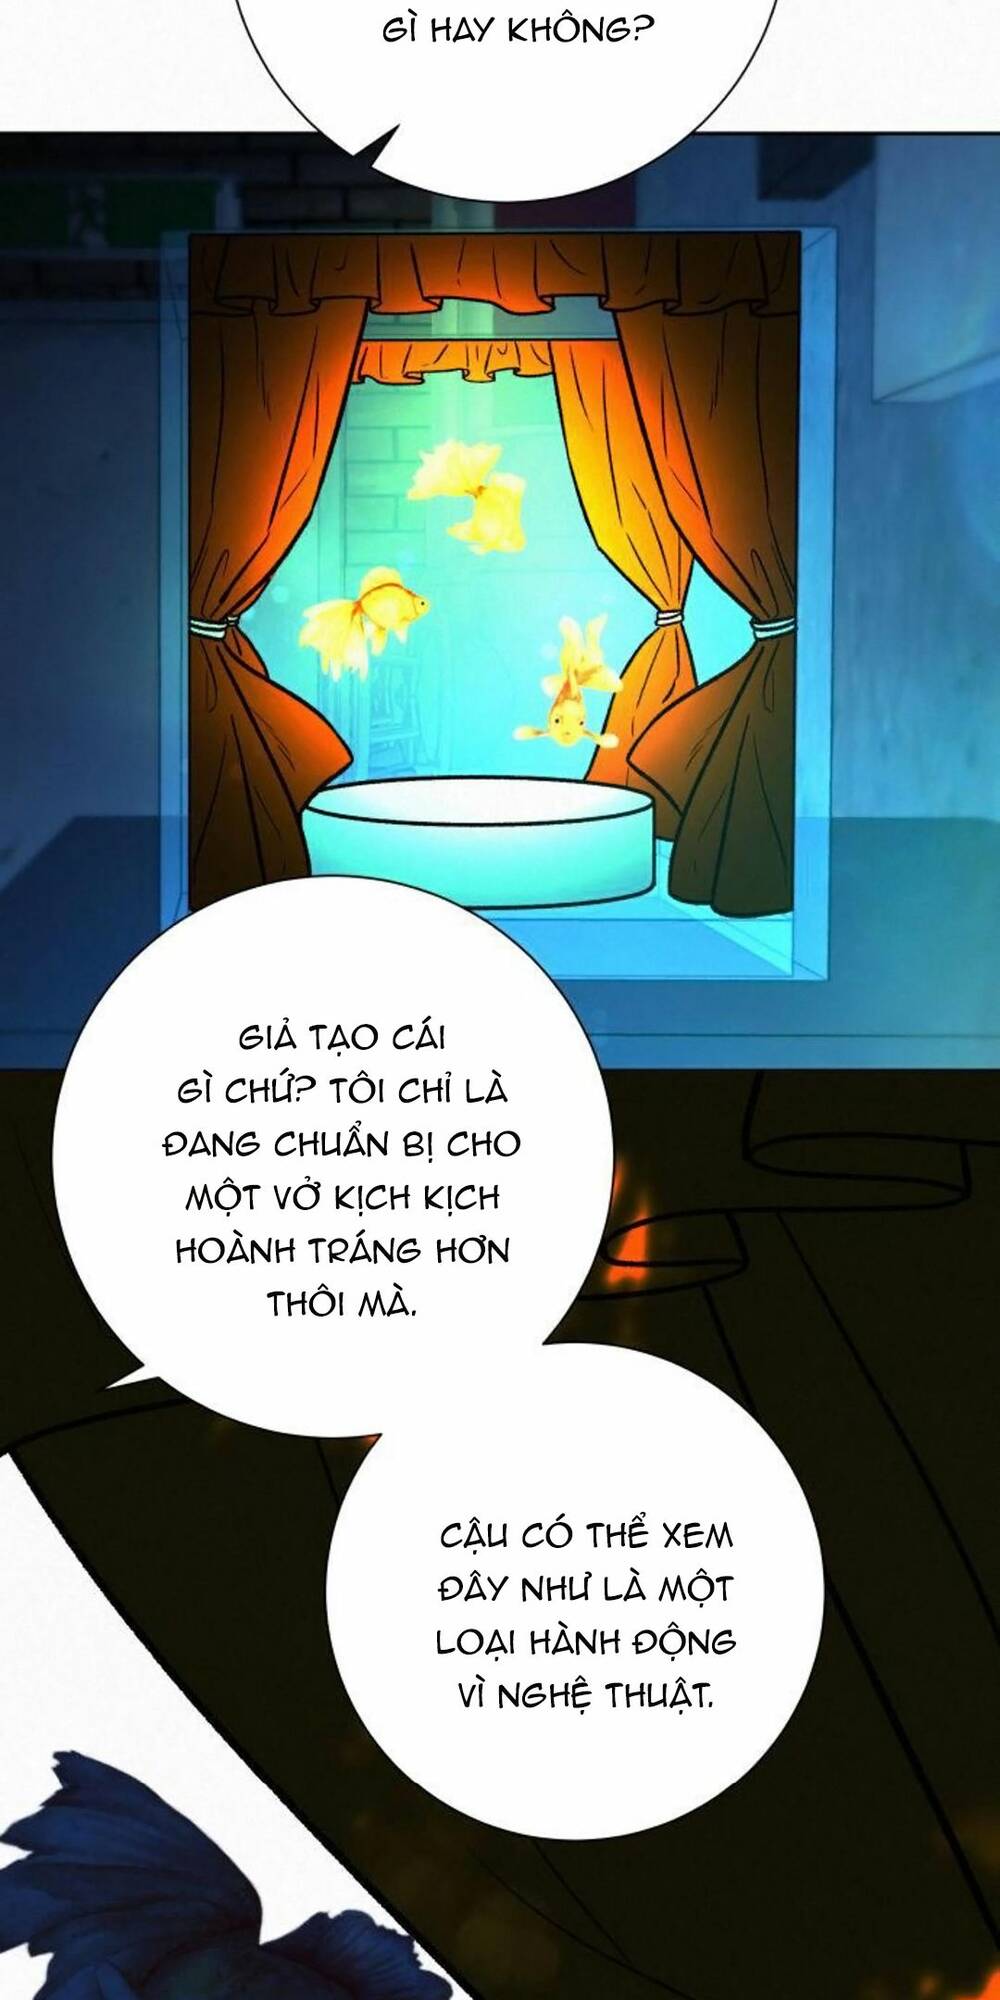 GÌ HAY KHÔNG?
GIẢ TẠO CÁI
GÌ CHỨ? TÔI CHỈ LÀ
ĐANG CHUẨN BỊ CHO
MỘT VỞ KỊCH KỊCH
HOÀNH TRÁNG HƠN
THÔI MÀ.
CẬU CÓ THỂ XEM
ĐÂY NHƯ LÀ MỘT
LOẠI HÀNH ĐỘNG
VÌ NGHỆ THUẬT.